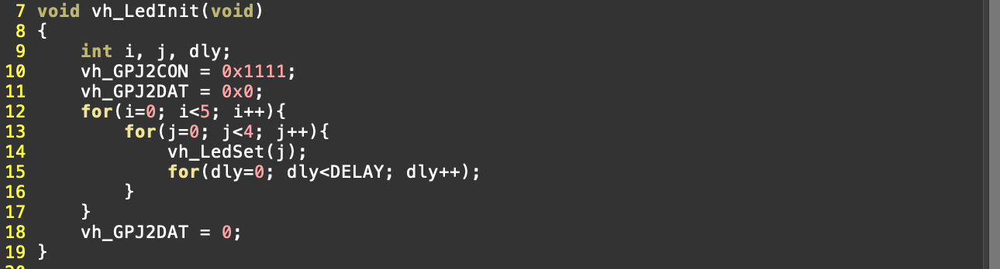 7 void vh_LedInit(void)
8 {
9     int i, j, dly;
10     vh_GPJ2CON = 0x1111;
11     vh_GPJ2DAT = 0x0;
12     for(i=0; i<5; i++){
13         for(j=0; j<4; j++){
14             vh_LedSet(j);
15             for(dly=0; dly<DELAY; dly++);
16         }
17     }
18     vh_GPJ2DAT = 0;
19 }